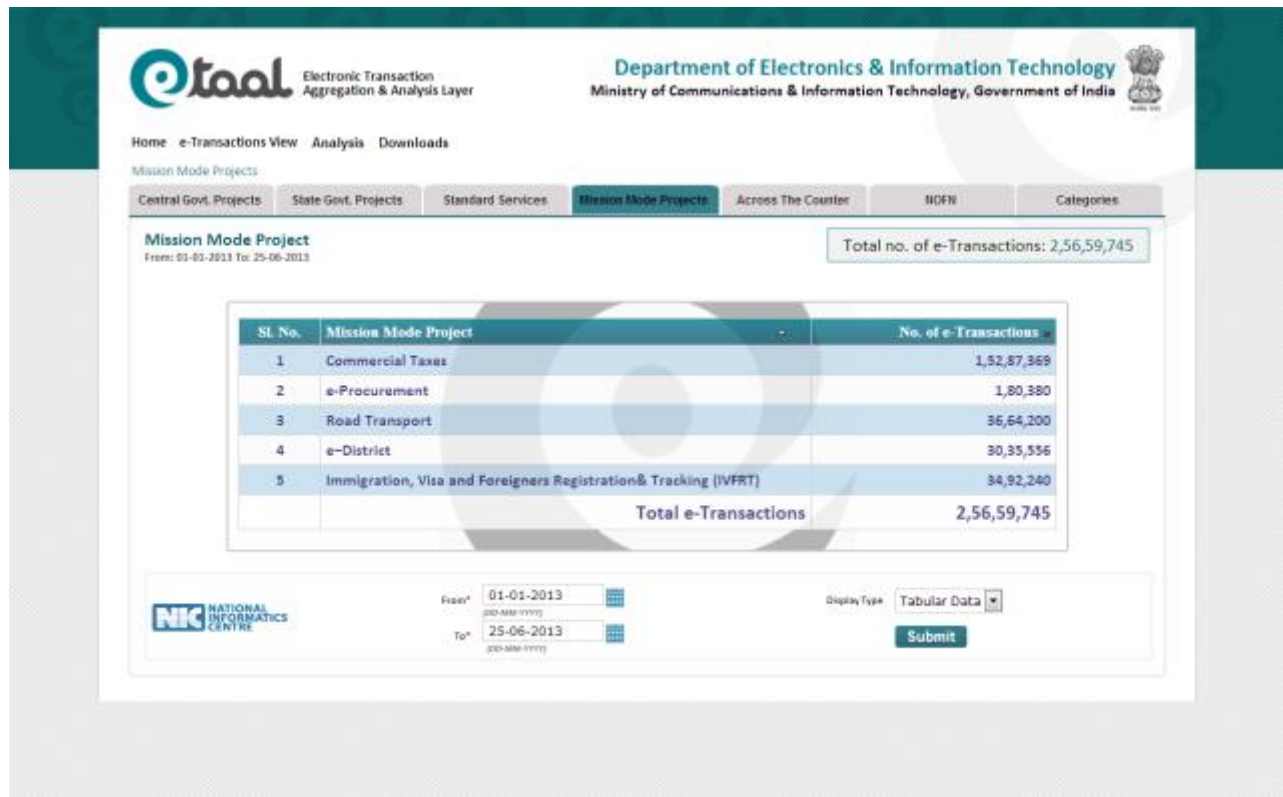 etaal Electronic Transaction
Aggregation & Analysis Layer
Department of Electronics & Information Technology
Ministry of Communications & Information Technology, Government of India
Home e-Transactions View Analysis Downloads
Mission Mode Projects
Central Govt. Projects State Govt. Projects Standard Services Mission Mode Projects Across The Counter NOFN Categories
Mission Mode Project
From: 01-01-2013 To: 25-06-2013
Total no. of e-Transactions: 2,56,59,745
Sl. No. Mission Mode Project No. of e-Transactions
1 Commercial Taxes 1,52,87,369
2 e-Procurement 1,80,380
3 Road Transport 36,64,200
4 e-District 30,35,556
5 Immigration, Visa and Foreigners Registration& Tracking (IVFRT) 34,92,240
Total e-Transactions 2,56,59,745
NIC NATIONAL
INFORMATICS
CENTRE
From* 01-01-2013
(DD-MM-YYYY)
To* 25-06-2013
(DD-MM-YYYY)
Display Type Tabular Data
Submit